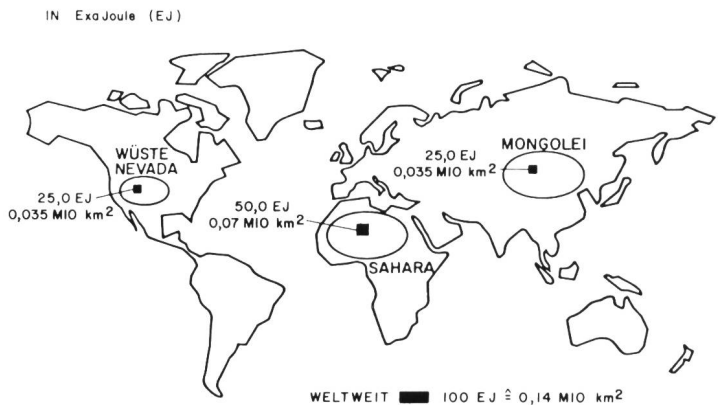 IN ExaJoule (EJ)
WÜSTE
NEVADA
25,0 EJ
0,035 MIO km²
50,0 EJ
0,07 MIO km²
SAHARA
MONGOLEI
25,0 EJ
0,035 MIO km²
WELTWEIT 100 EJ ≙ 0,14 MIO km²